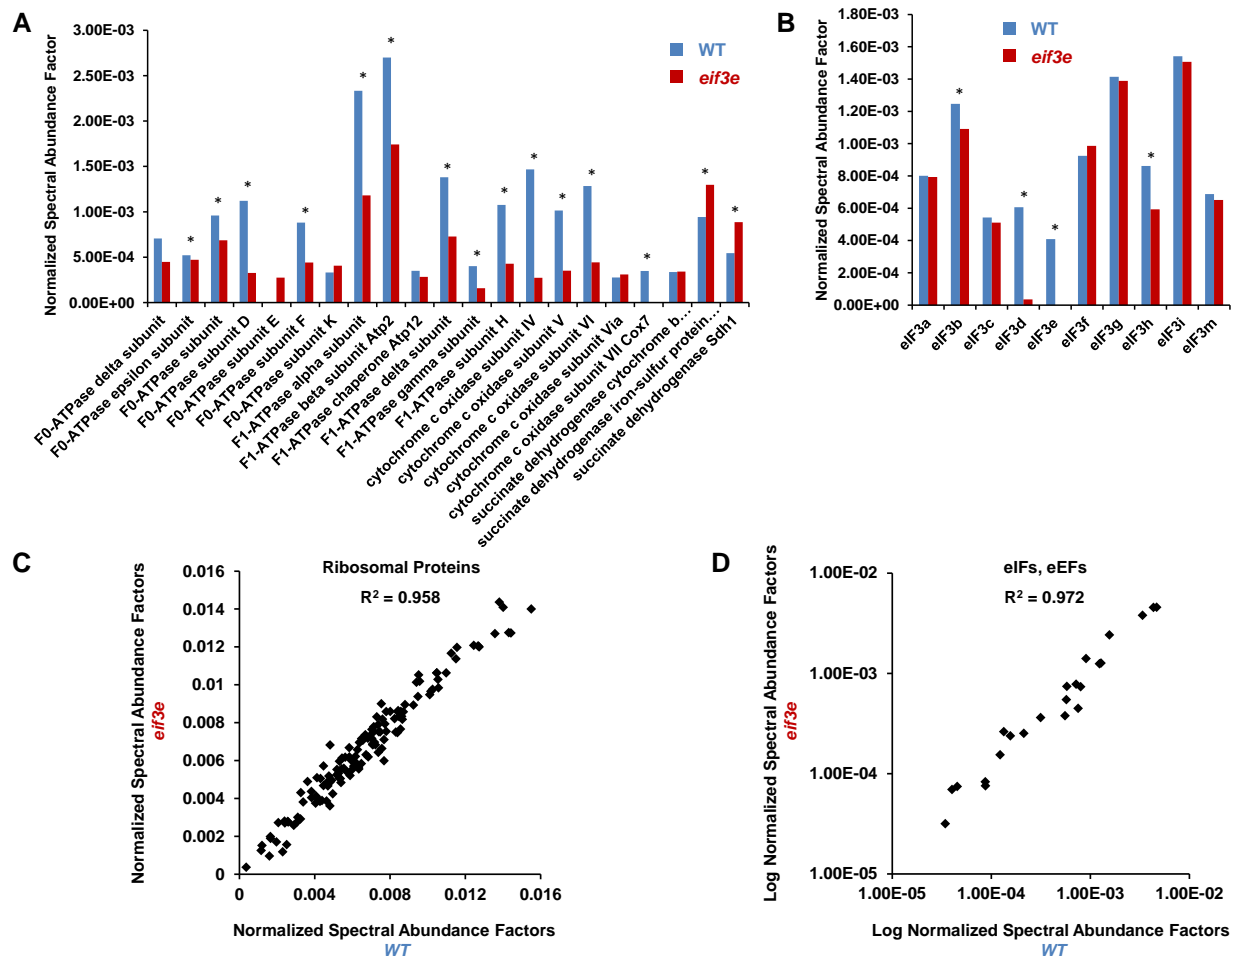 A
Normalized Spectral Abundance Factor
3.00E-03
2.50E-03
2.00E-03
1.50E-03
1.00E-03
5.00E-04
0.00E+00
WT
eif3e
* * * * * * * * * * * * * * * *
F0-ATPase delta subunit
F0-ATPase epsilon subunit
F0-ATPase subunit
F0-ATPase subunit D
F0-ATPase subunit E
F0-ATPase subunit F
F0-ATPase subunit K
F1-ATPase alpha subunit
F1-ATPase beta subunit Atp2
F1-ATPase chaperone Atp12
F1-ATPase delta subunit
F1-ATPase gamma subunit
F1-ATPase subunit H
cytochrome c oxidase subunit IV
cytochrome c oxidase subunit V
cytochrome c oxidase subunit VI
cytochrome c oxidase subunit VIa
cytochrome c oxidase subunit VII Cox7
succinate dehydrogenase cytochrome b...
succinate dehydrogenase iron-sulfur protein...
succinate dehydrogenase Sdh1
B
Normalized Spectral Abundance Factor
1.80E-03
1.60E-03
1.40E-03
1.20E-03
1.00E-03
8.00E-04
6.00E-04
4.00E-04
2.00E-04
0.00E+00
WT
eif3e
* * * *
eIF3a
eIF3b
eIF3c
eIF3d
eIF3e
eIF3f
eIF3g
eIF3h
eIF3i
eIF3m
C
Normalized Spectral Abundance Factors
eif3e
Ribosomal Proteins
R² = 0.958
0.016
0.014
0.012
0.01
0.008
0.006
0.004
0.002
0
0 0.004 0.008 0.012 0.016
Normalized Spectral Abundance Factors
WT
D
Log Normalized Spectral Abundance Factors
eif3e
eIFs, eEFs
R² = 0.972
1.00E-02
1.00E-03
1.00E-04
1.00E-05
1.00E-05 1.00E-04 1.00E-03 1.00E-02
Log Normalized Spectral Abundance Factors
WT